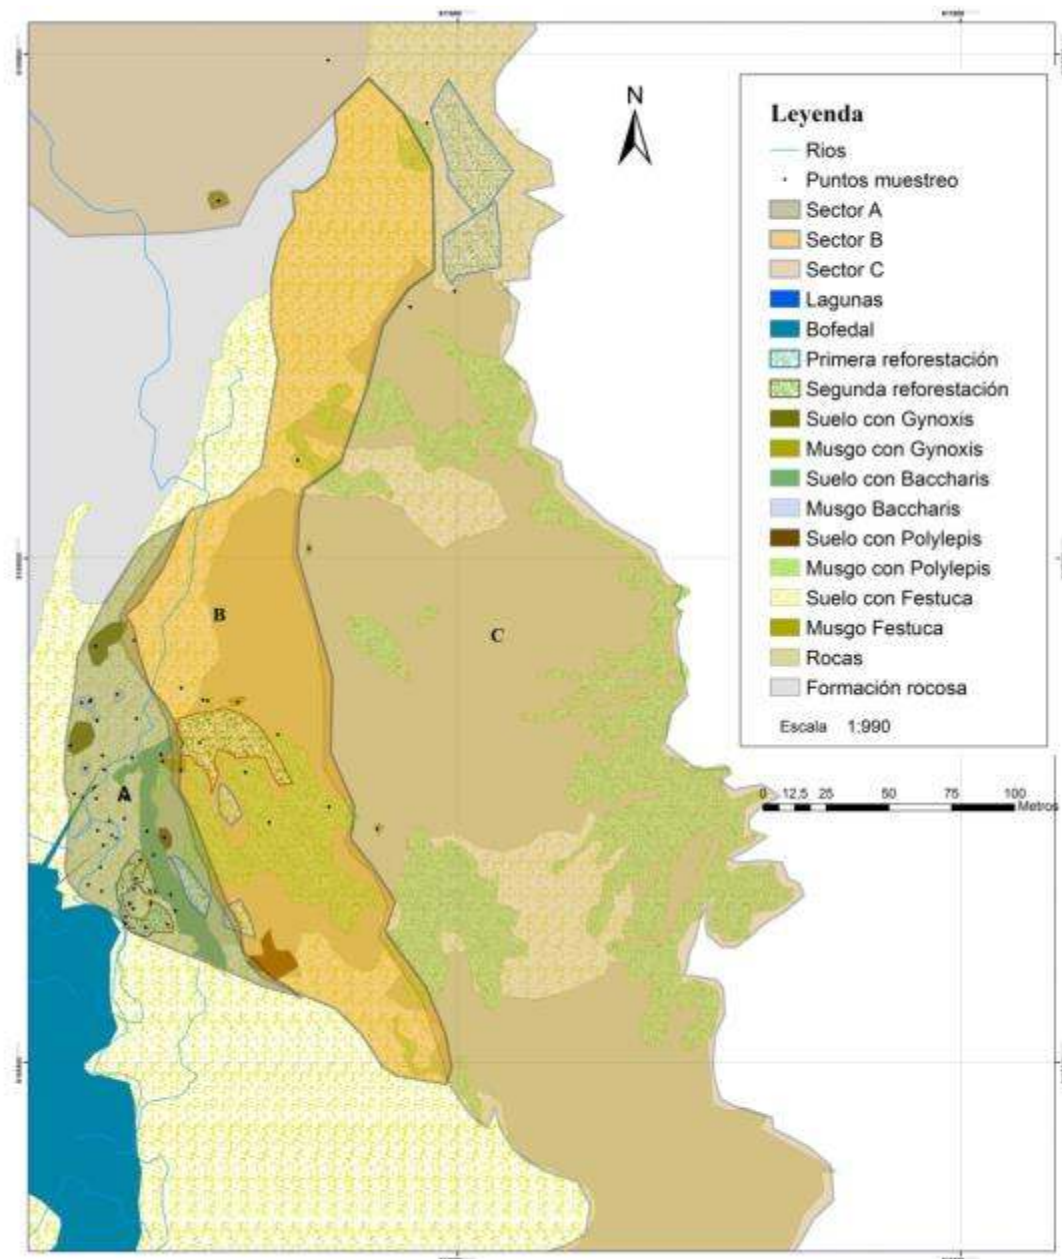 N
Leyenda
Rios
Puntos muestreo
Sector A
Sector B
Sector C
Lagunas
Bofedal
Primera reforestación
Segunda reforestación
Suelo con Gynoxis
Musgo con Gynoxis
Suelo con Baccharis
Musgo Baccharis
Suelo con Polylepis
Musgo con Polylepis
Suelo con Festuca
Musgo Festuca
Rocas
Formación rocosa
Escala 1:990
B
C
A
0 12,5 25 50 75 100
Metros